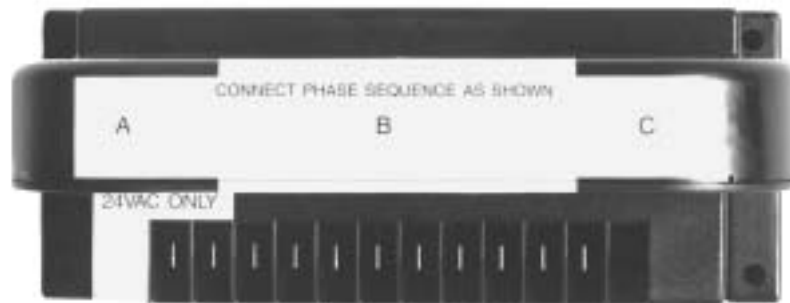 CONNECT PHASE SEQUENCE AS SHOWN
A B C
24VAC ONLY